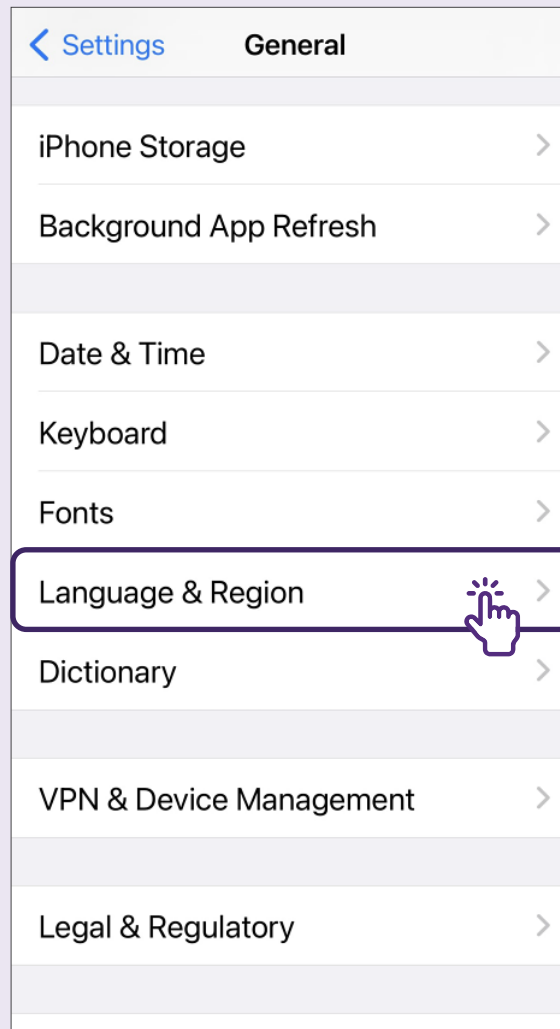 Settings
General
iPhone Storage
Background App Refresh
Date & Time
Keyboard
Fonts
Language & Region
Dictionary
VPN & Device Management
Legal & Regulatory